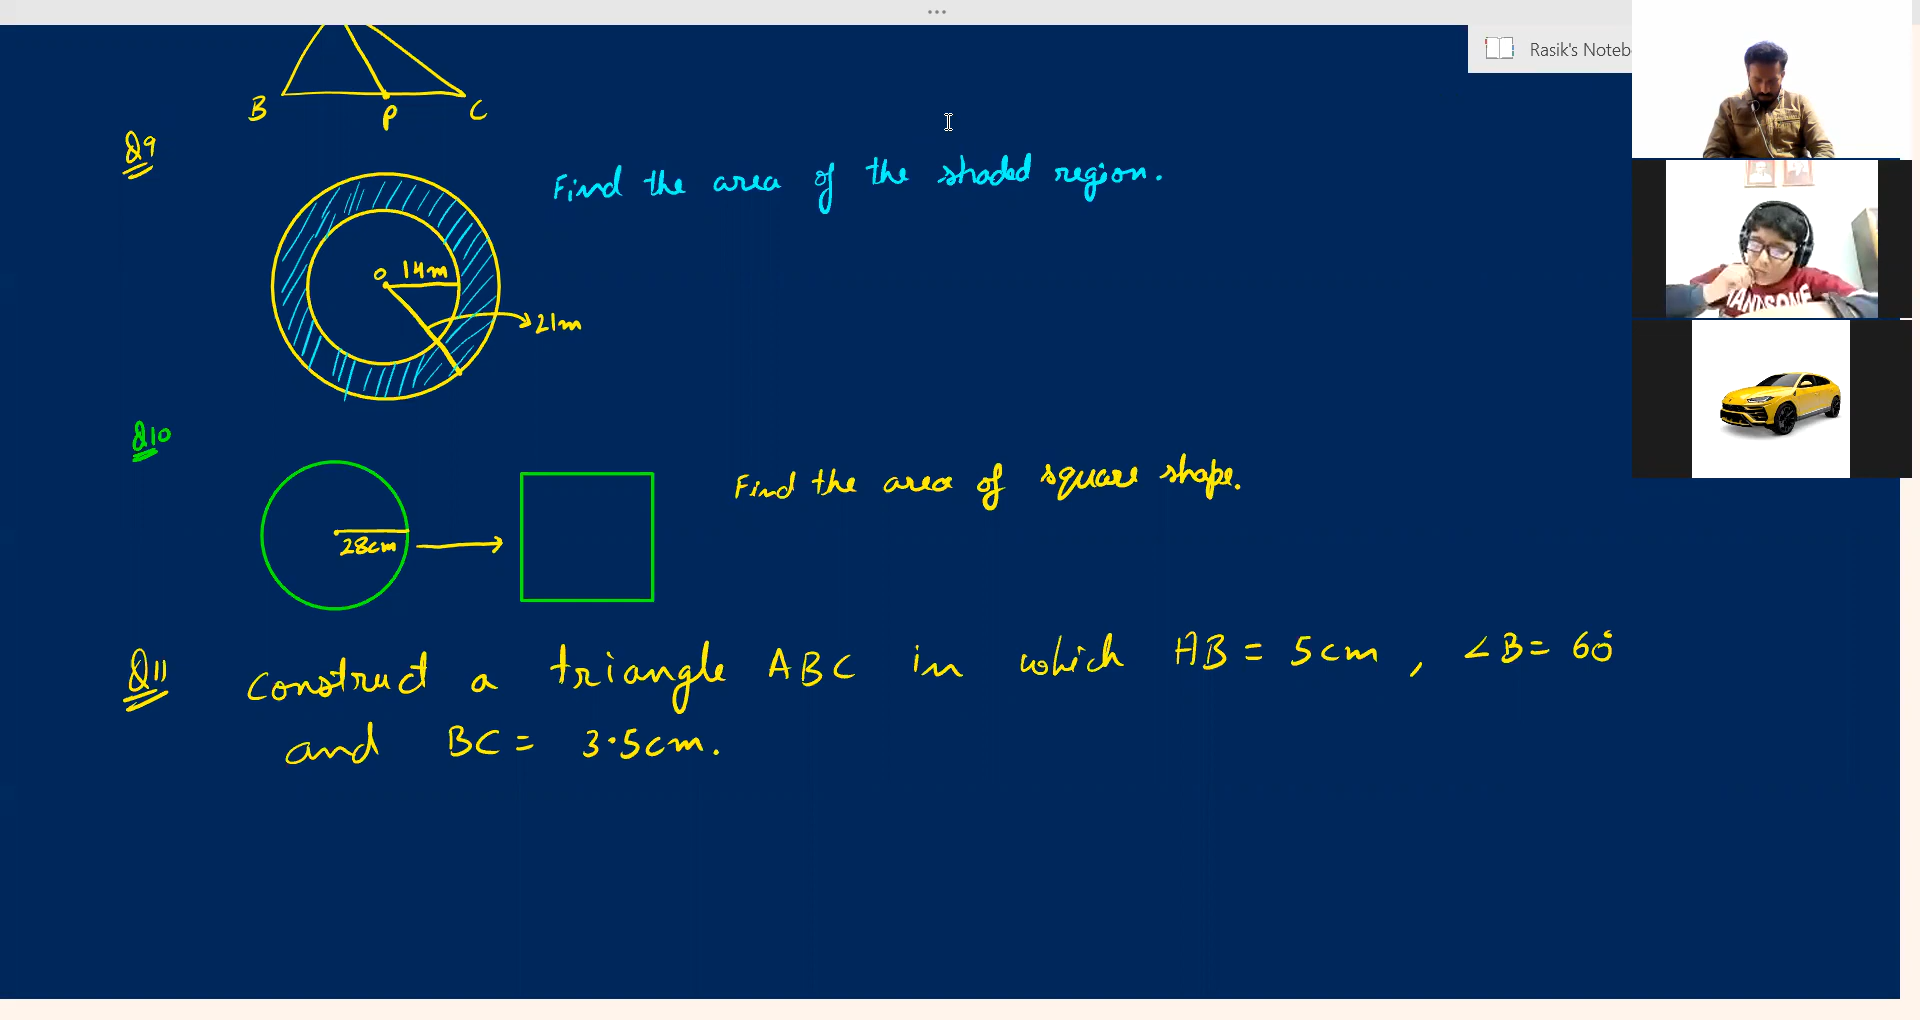 Rasik's Noteb
B P C
Q9
Find the area of the shaded region.
O 14m
21m
Q10
Find the area of square shape.
28cm
Q11 Construct a triangle ABC in which AB = 5cm, ∠B = 60°
and BC = 3.5cm.
HANDSOME